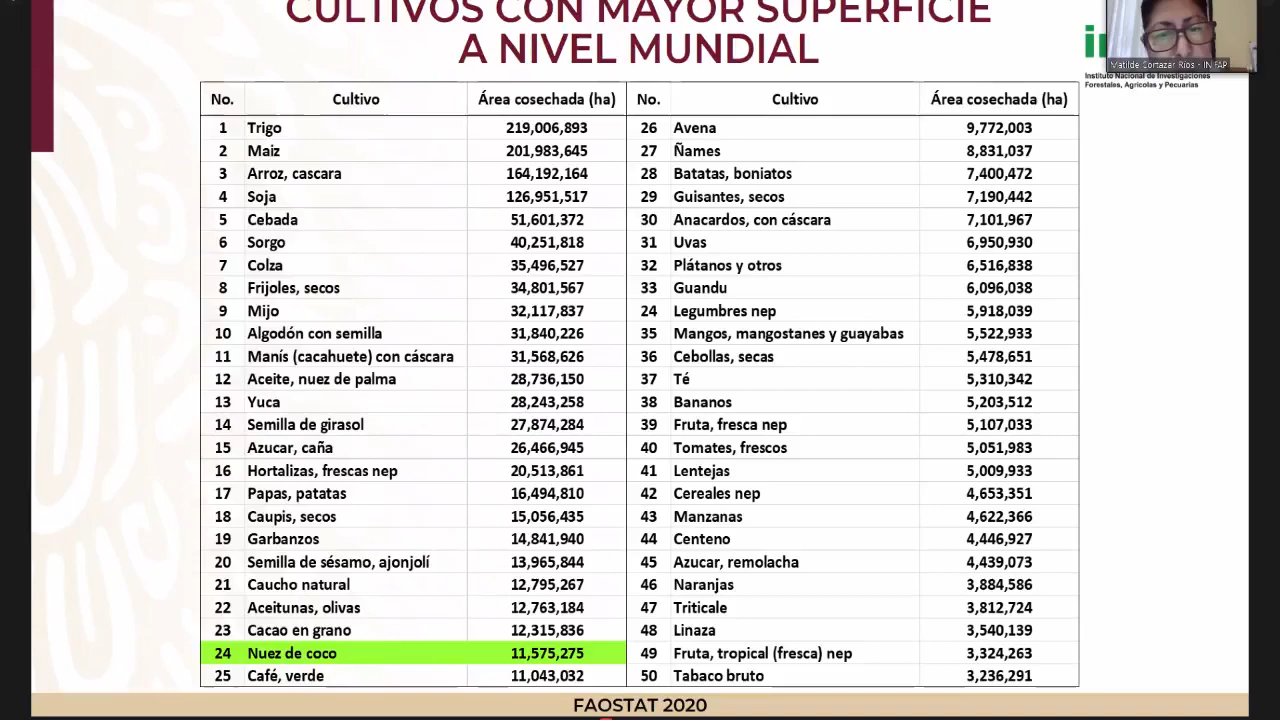 CULTIVOS CON MAYOR SUPERFICIE
A NIVEL MUNDIAL
Matilde Cortazar Rios - INIFAP
Instituto Nacional de Investigaciones
Forestales, Agrícolas y Pecuarias
No. Cultivo Área cosechada (ha) No. Cultivo Área cosechada (ha)
1 Trigo 219,006,893 26 Avena 9,772,003
2 Maiz 201,983,645 27 Ñames 8,831,037
3 Arroz, cascara 164,192,164 28 Batatas, boniatos 7,400,472
4 Soja 126,951,517 29 Guisantes, secos 7,190,442
5 Cebada 51,601,372 30 Anacardos, con cáscara 7,101,967
6 Sorgo 40,251,818 31 Uvas 6,950,930
7 Colza 35,496,527 32 Plátanos y otros 6,516,838
8 Frijoles, secos 34,801,567 33 Guandu 6,096,038
9 Mijo 32,117,837 24 Legumbres nep 5,918,039
10 Algodón con semilla 31,840,226 35 Mangos, mangostanes y guayabas 5,522,933
11 Manís (cacahuete) con cáscara 31,568,626 36 Cebollas, secas 5,478,651
12 Aceite, nuez de palma 28,736,150 37 Té 5,310,342
13 Yuca 28,243,258 38 Bananos 5,203,512
14 Semilla de girasol 27,874,284 39 Fruta, fresca nep 5,107,033
15 Azucar, caña 26,466,945 40 Tomates, frescos 5,051,983
16 Hortalizas, frescas nep 20,513,861 41 Lentejas 5,009,933
17 Papas, patatas 16,494,810 42 Cereales nep 4,653,351
18 Caupis, secos 15,056,435 43 Manzanas 4,622,366
19 Garbanzos 14,841,940 44 Centeno 4,446,927
20 Semilla de sésamo, ajonjolí 13,965,844 45 Azucar, remolacha 4,439,073
21 Caucho natural 12,795,267 46 Naranjas 3,884,586
22 Aceitunas, olivas 12,763,184 47 Triticale 3,812,724
23 Cacao en grano 12,315,836 48 Linaza 3,540,139
24 Nuez de coco 11,575,275 49 Fruta, tropical (fresca) nep 3,324,263
25 Café, verde 11,043,032 50 Tabaco bruto 3,236,291
FAOSTAT 2020